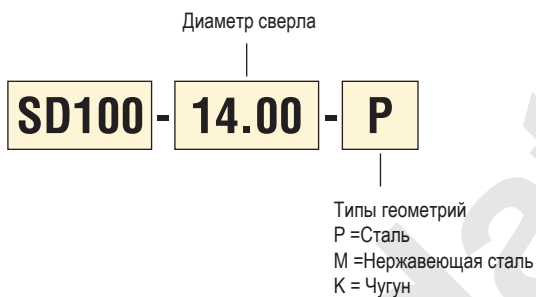 Диаметр сверла
SD100 - 14.00 - P
Типы геометрий
P =Сталь
M =Нержавеющая сталь
K = Чугун